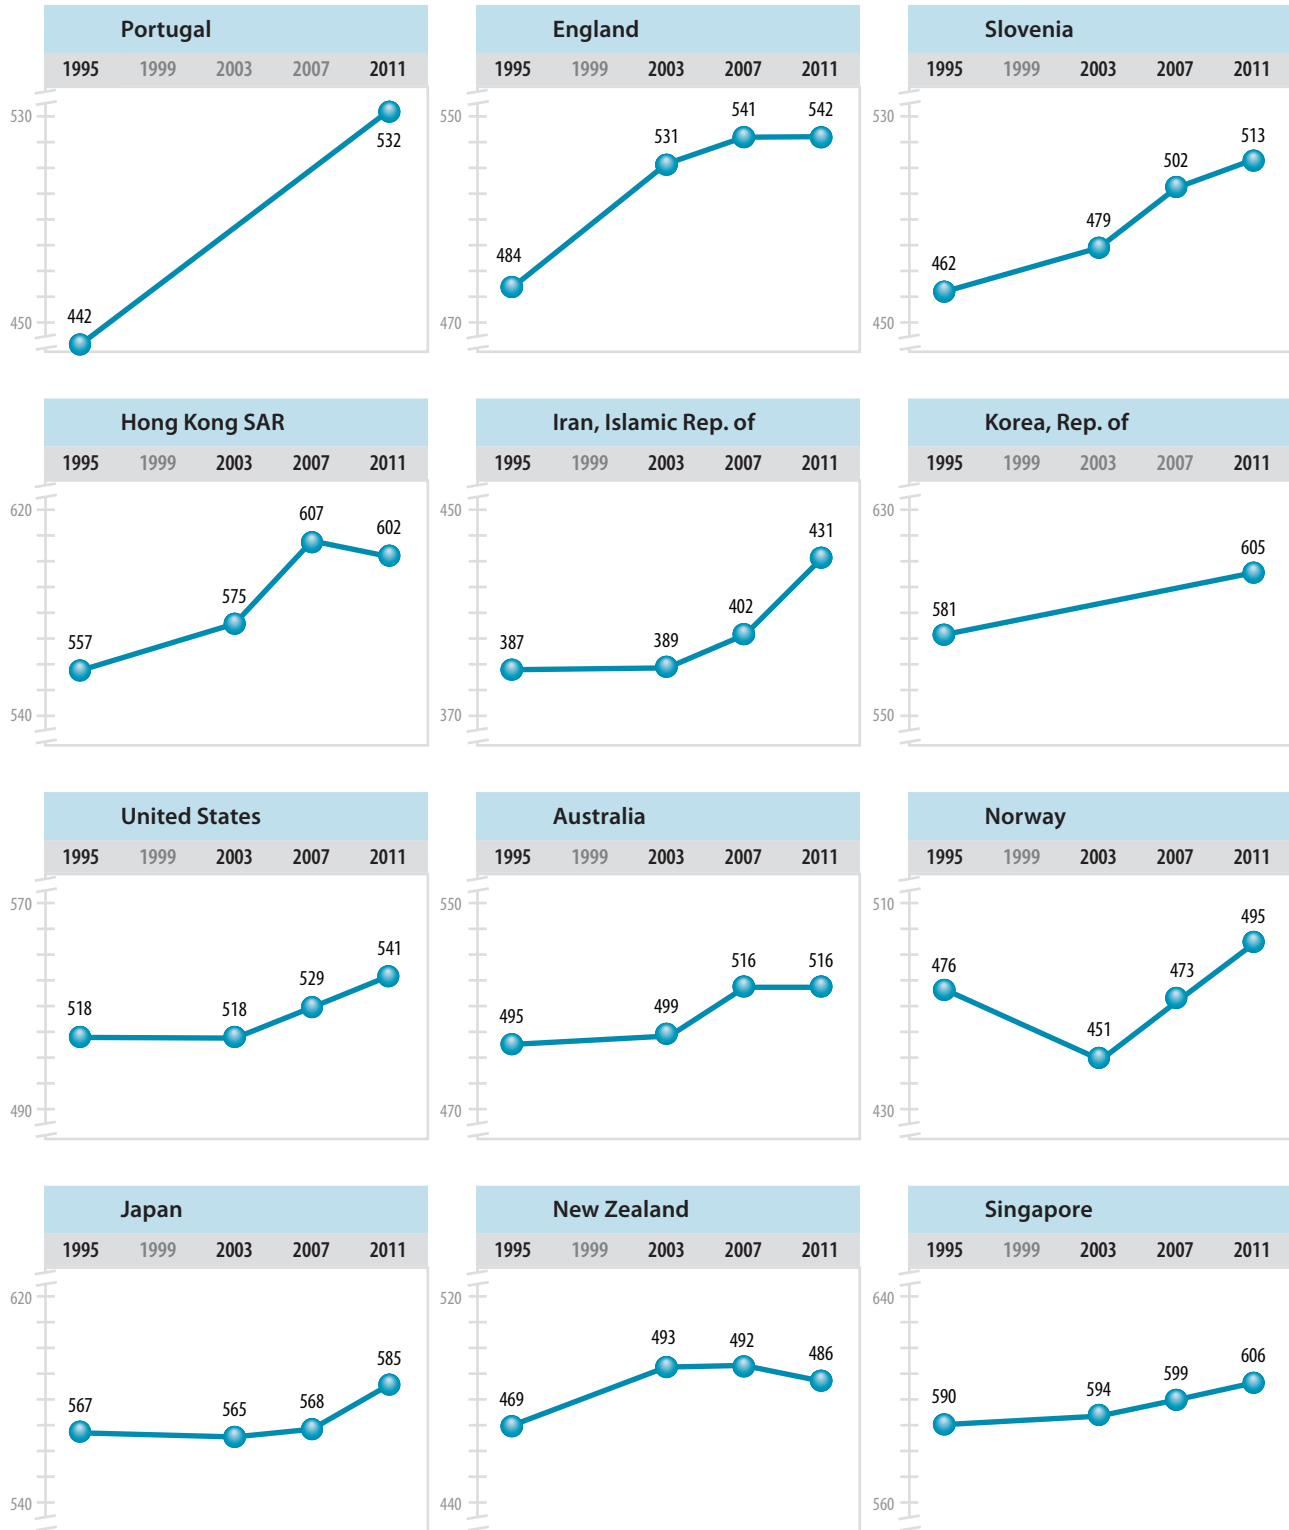 Portugal
1995 1999 2003 2007 2011
530
532
442
450
England
1995 1999 2003 2007 2011
550
541 542
531
484
470
Slovenia
1995 1999 2003 2007 2011
530
513
502
479
462
450
Hong Kong SAR
1995 1999 2003 2007 2011
620
607
602
575
557
540
Iran, Islamic Rep. of
1995 1999 2003 2007 2011
450
431
402
387 389
370
Korea, Rep. of
1995 1999 2003 2007 2011
630
605
581
550
United States
1995 1999 2003 2007 2011
570
541
529
518 518
490
Australia
1995 1999 2003 2007 2011
550
516 516
499
495
470
Norway
1995 1999 2003 2007 2011
510
495
476 473
451
430
Japan
1995 1999 2003 2007 2011
620
585
567 565 568
540
New Zealand
1995 1999 2003 2007 2011
520
493 492
486
469
440
Singapore
1995 1999 2003 2007 2011
640
606
599
590 594
560